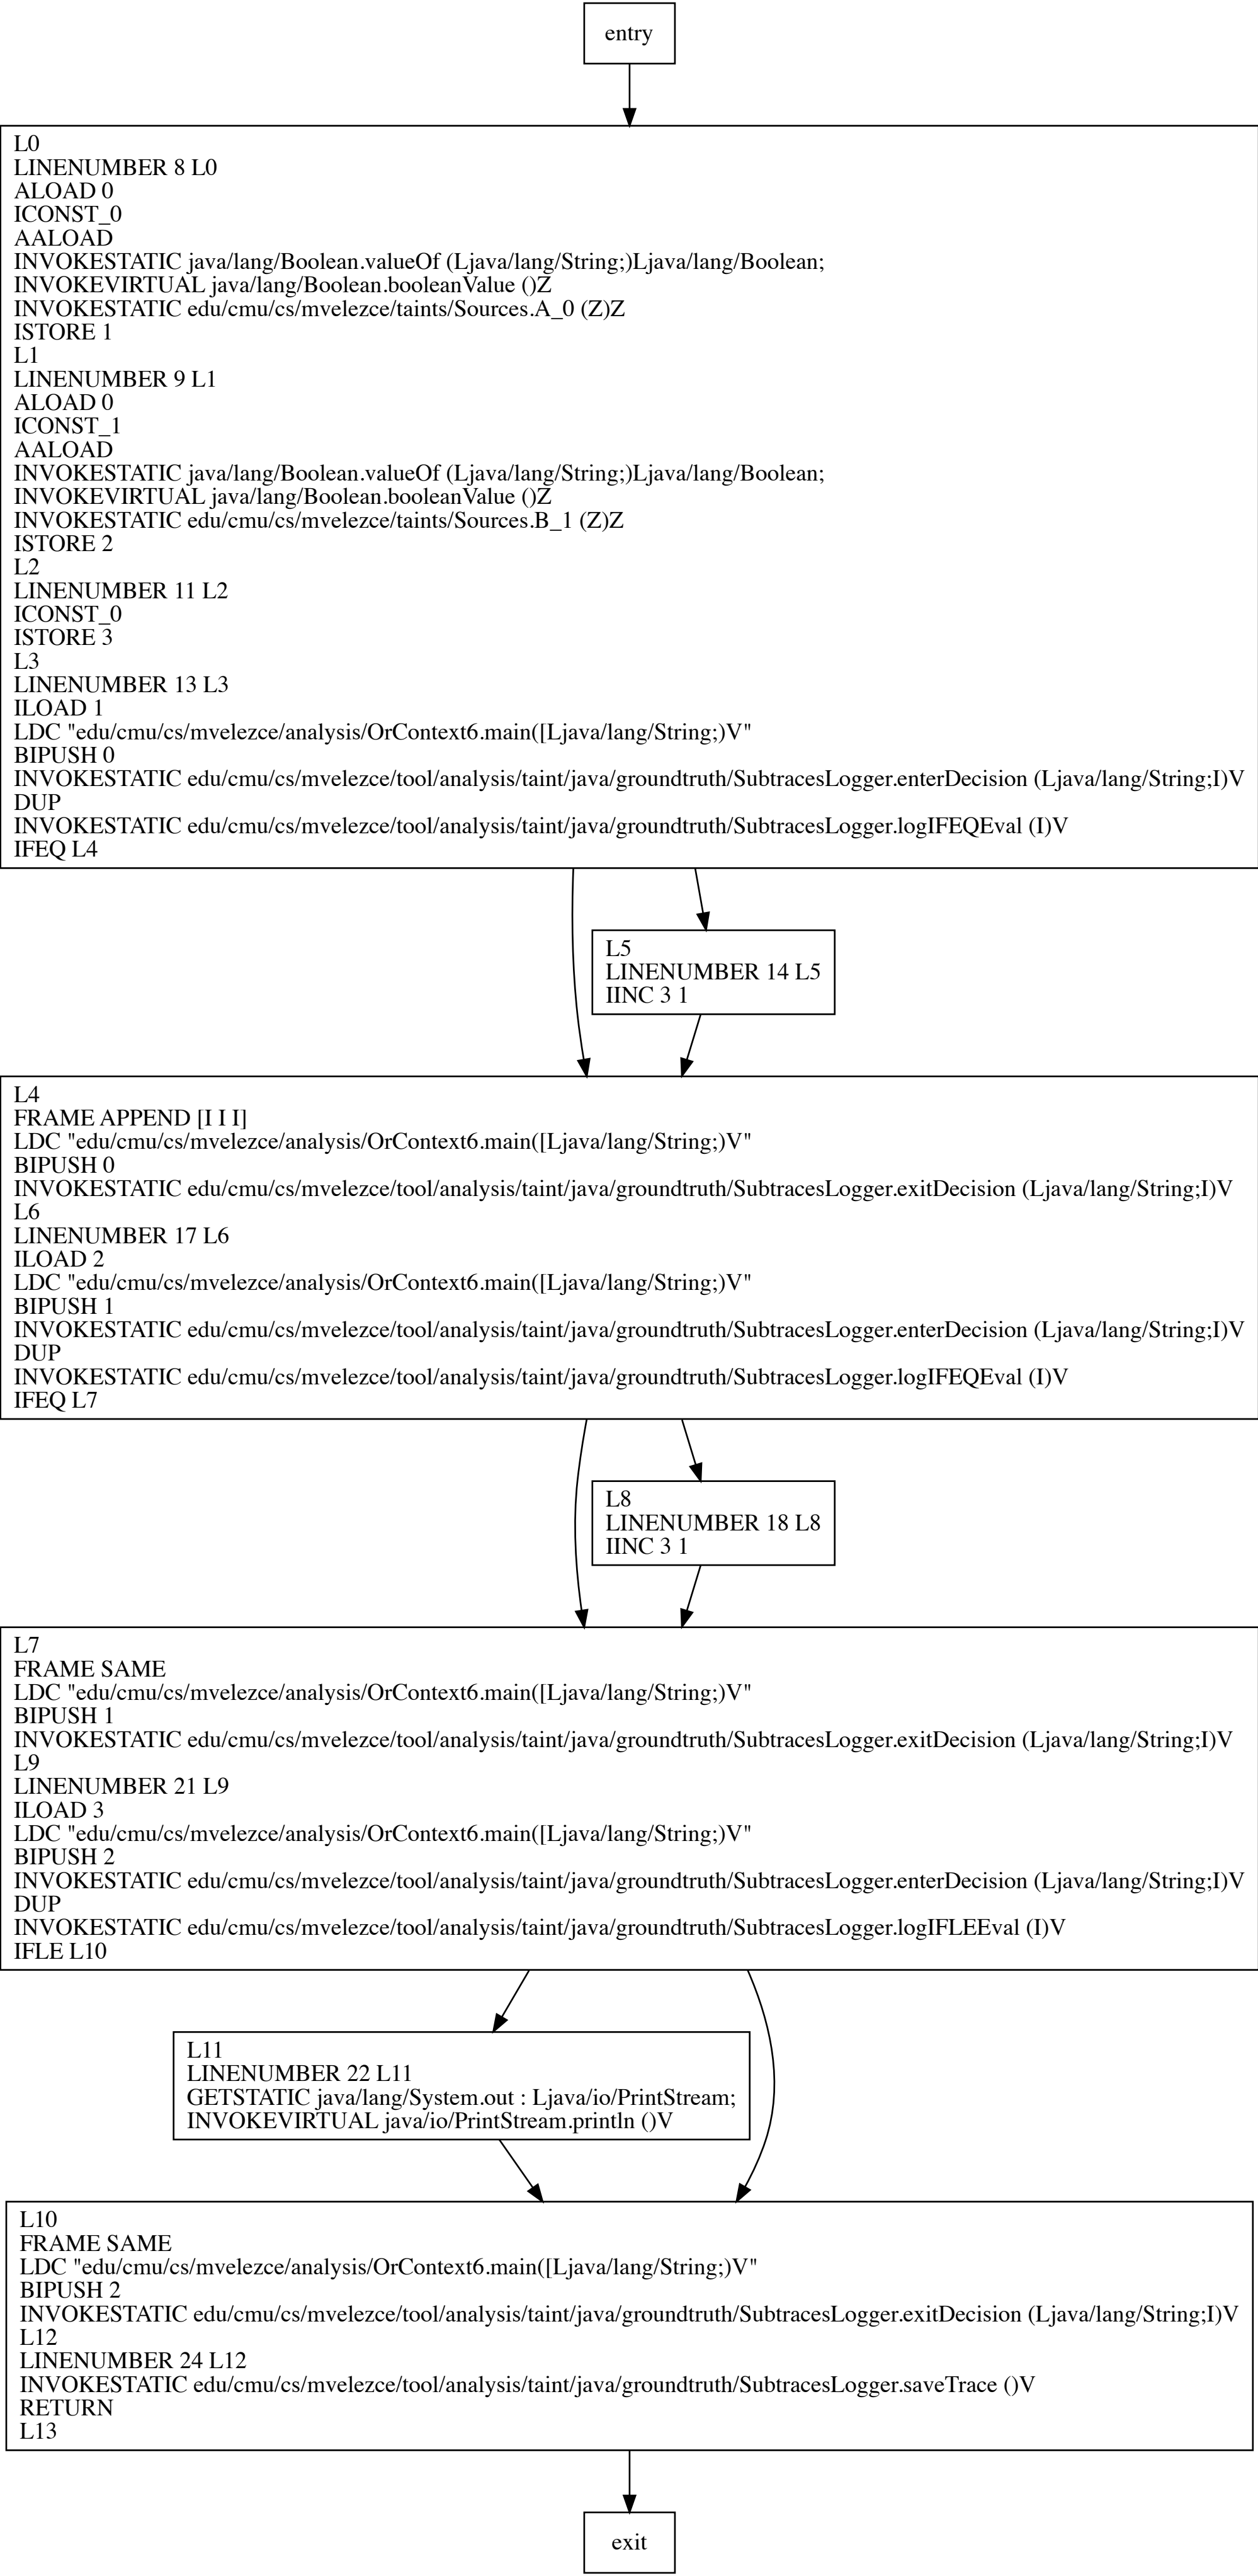 entry
L0
LINENUMBER 8 L0
ALOAD 0
ICONST_0
AALOAD
INVOKESTATIC java/lang/Boolean.valueOf (Ljava/lang/String;)Ljava/lang/Boolean;
INVOKEVIRTUAL java/lang/Boolean.booleanValue ()Z
INVOKESTATIC edu/cmu/cs/mvelezce/taints/Sources.A_0 (Z)Z
ISTORE 1
L1
LINENUMBER 9 L1
ALOAD 0
ICONST_1
AALOAD
INVOKESTATIC java/lang/Boolean.valueOf (Ljava/lang/String;)Ljava/lang/Boolean;
INVOKEVIRTUAL java/lang/Boolean.booleanValue ()Z
INVOKESTATIC edu/cmu/cs/mvelezce/taints/Sources.B_1 (Z)Z
ISTORE 2
L2
LINENUMBER 11 L2
ICONST_0
ISTORE 3
L3
LINENUMBER 13 L3
ILOAD 1
LDC "edu/cmu/cs/mvelezce/analysis/OrContext6.main([Ljava/lang/String;)V"
BIPUSH 0
INVOKESTATIC edu/cmu/cs/mvelezce/tool/analysis/taint/java/groundtruth/SubtracesLogger.enterDecision (Ljava/lang/String;I)V
DUP
INVOKESTATIC edu/cmu/cs/mvelezce/tool/analysis/taint/java/groundtruth/SubtracesLogger.logIFEQEval (I)V
IFEQ L4
L5
LINENUMBER 14 L5
IINC 3 1
L4
FRAME APPEND [I I I]
LDC "edu/cmu/cs/mvelezce/analysis/OrContext6.main([Ljava/lang/String;)V"
BIPUSH 0
INVOKESTATIC edu/cmu/cs/mvelezce/tool/analysis/taint/java/groundtruth/SubtracesLogger.exitDecision (Ljava/lang/String;I)V
L6
LINENUMBER 17 L6
ILOAD 2
LDC "edu/cmu/cs/mvelezce/analysis/OrContext6.main([Ljava/lang/String;)V"
BIPUSH 1
INVOKESTATIC edu/cmu/cs/mvelezce/tool/analysis/taint/java/groundtruth/SubtracesLogger.enterDecision (Ljava/lang/String;I)V
DUP
INVOKESTATIC edu/cmu/cs/mvelezce/tool/analysis/taint/java/groundtruth/SubtracesLogger.logIFEQEval (I)V
IFEQ L7
L8
LINENUMBER 18 L8
IINC 3 1
L7
FRAME SAME
LDC "edu/cmu/cs/mvelezce/analysis/OrContext6.main([Ljava/lang/String;)V"
BIPUSH 1
INVOKESTATIC edu/cmu/cs/mvelezce/tool/analysis/taint/java/groundtruth/SubtracesLogger.exitDecision (Ljava/lang/String;I)V
L9
LINENUMBER 21 L9
ILOAD 3
LDC "edu/cmu/cs/mvelezce/analysis/OrContext6.main([Ljava/lang/String;)V"
BIPUSH 2
INVOKESTATIC edu/cmu/cs/mvelezce/tool/analysis/taint/java/groundtruth/SubtracesLogger.enterDecision (Ljava/lang/String;I)V
DUP
INVOKESTATIC edu/cmu/cs/mvelezce/tool/analysis/taint/java/groundtruth/SubtracesLogger.logIFLEEval (I)V
IFLE L10
L11
LINENUMBER 22 L11
GETSTATIC java/lang/System.out : Ljava/io/PrintStream;
INVOKEVIRTUAL java/io/PrintStream.println ()V
L10
FRAME SAME
LDC "edu/cmu/cs/mvelezce/analysis/OrContext6.main([Ljava/lang/String;)V"
BIPUSH 2
INVOKESTATIC edu/cmu/cs/mvelezce/tool/analysis/taint/java/groundtruth/SubtracesLogger.exitDecision (Ljava/lang/String;I)V
L12
LINENUMBER 24 L12
INVOKESTATIC edu/cmu/cs/mvelezce/tool/analysis/taint/java/groundtruth/SubtracesLogger.saveTrace ()V
RETURN
L13
exit